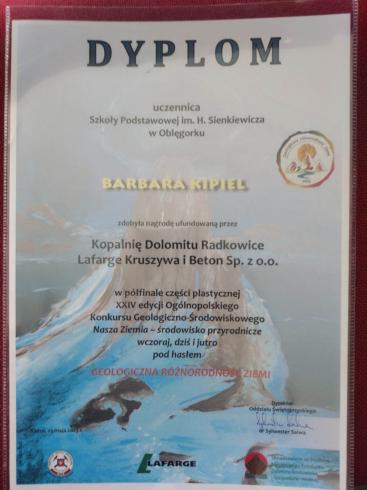 DYPLOM
uczennica
Szkoły Podstawowej im. H. Sienkiewicza
w Oblęgorku
BARBARA KIPIEL
zdobyła nagrodę ufundowaną przez
Kopalnię Dolomitu Radkowice
Lafarge Kruszywa i Beton Sp. z o.o.
w półfinale części plastycznej
XXIV edycji Ogólnopolskiego
Konkursu Geologiczno-Środowiskowego
Nasza Ziemia – środowisko przyrodnicze
wczoraj, dziś i jutro
pod hasłem
GEOLOGICZNA RÓŻNORODNOŚĆ ZIEMI
Dyrektor
Oddziału Świętokrzyskiego
dr Sylwester Salwa
LAFARGE